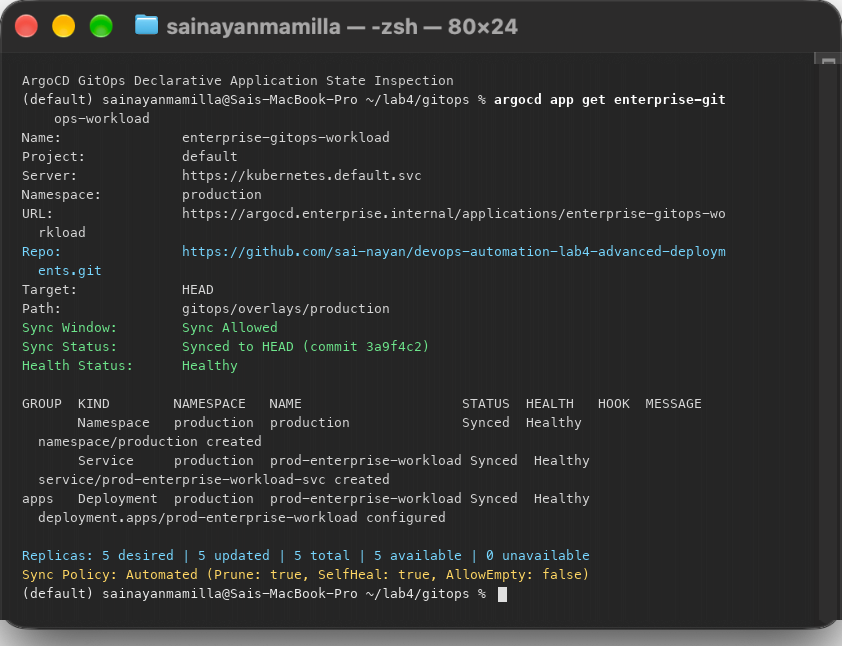 sainayanmamilla — -zsh — 80×24
ArgoCD GitOps Declarative Application State Inspection
(default) sainayanmamilla@Sais-MacBook-Pro ~/lab4/gitops % argocd app get enterprise-git
ops-workload
Name: enterprise-gitops-workload
Project: default
Server: https://kubernetes.default.svc
Namespace: production
URL: https://argocd.enterprise.internal/applications/enterprise-gitops-wo
rkload
Repo: https://github.com/sai-nayan/devops-automation-lab4-advanced-deploym
ents.git
Target: HEAD
Path: gitops/overlays/production
Sync Window: Sync Allowed
Sync Status: Synced to HEAD (commit 3a9f4c2)
Health Status: Healthy
GROUP KIND NAMESPACE NAME STATUS HEALTH HOOK MESSAGE
Namespace production production Synced Healthy
namespace/production created
Service production prod-enterprise-workload Synced Healthy
service/prod-enterprise-workload-svc created
apps Deployment production prod-enterprise-workload Synced Healthy
deployment.apps/prod-enterprise-workload configured
Replicas: 5 desired | 5 updated | 5 total | 5 available | 0 unavailable
Sync Policy: Automated (Prune: true, SelfHeal: true, AllowEmpty: false)
(default) sainayanmamilla@Sais-MacBook-Pro ~/lab4/gitops %